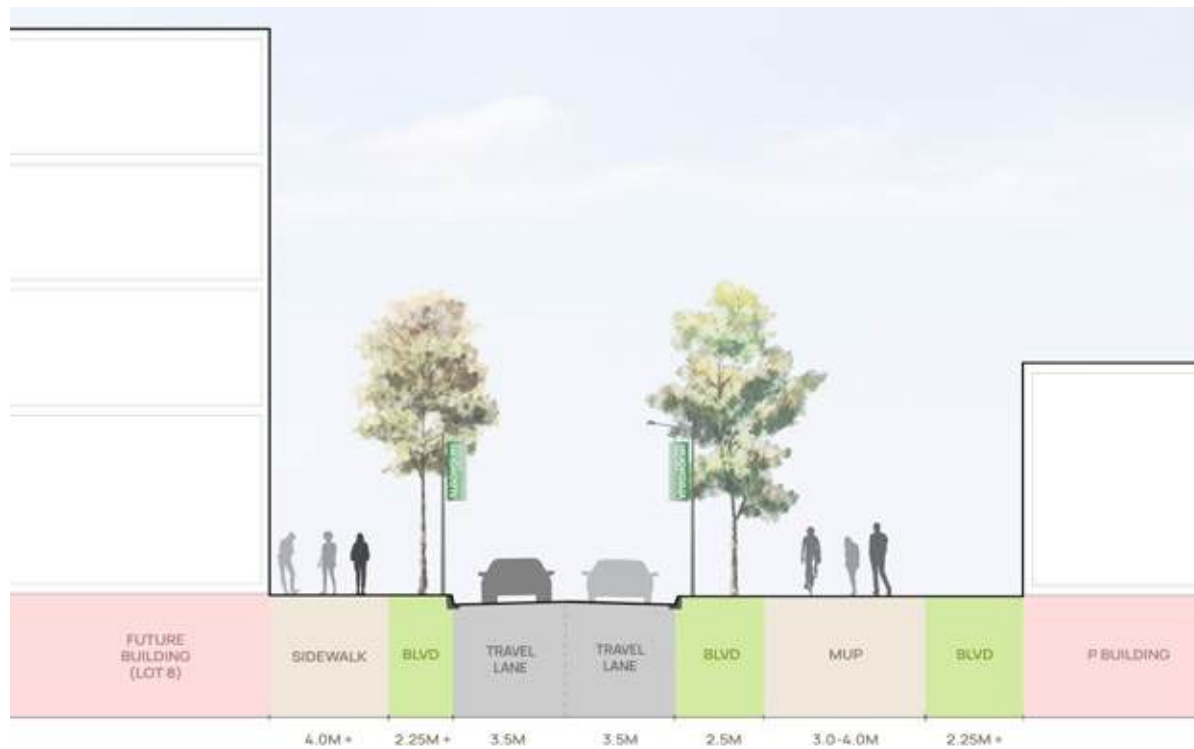 FUTURE
BUILDING
(LOT 8)
SIDEWALK
BLVD
TRAVEL
LANE
TRAVEL
LANE
BLVD
MUP
BLVD
P BUILDING
4.0M +
2.25M +
3.5M
3.5M
2.5M
3.0-4.0M
2.25M +